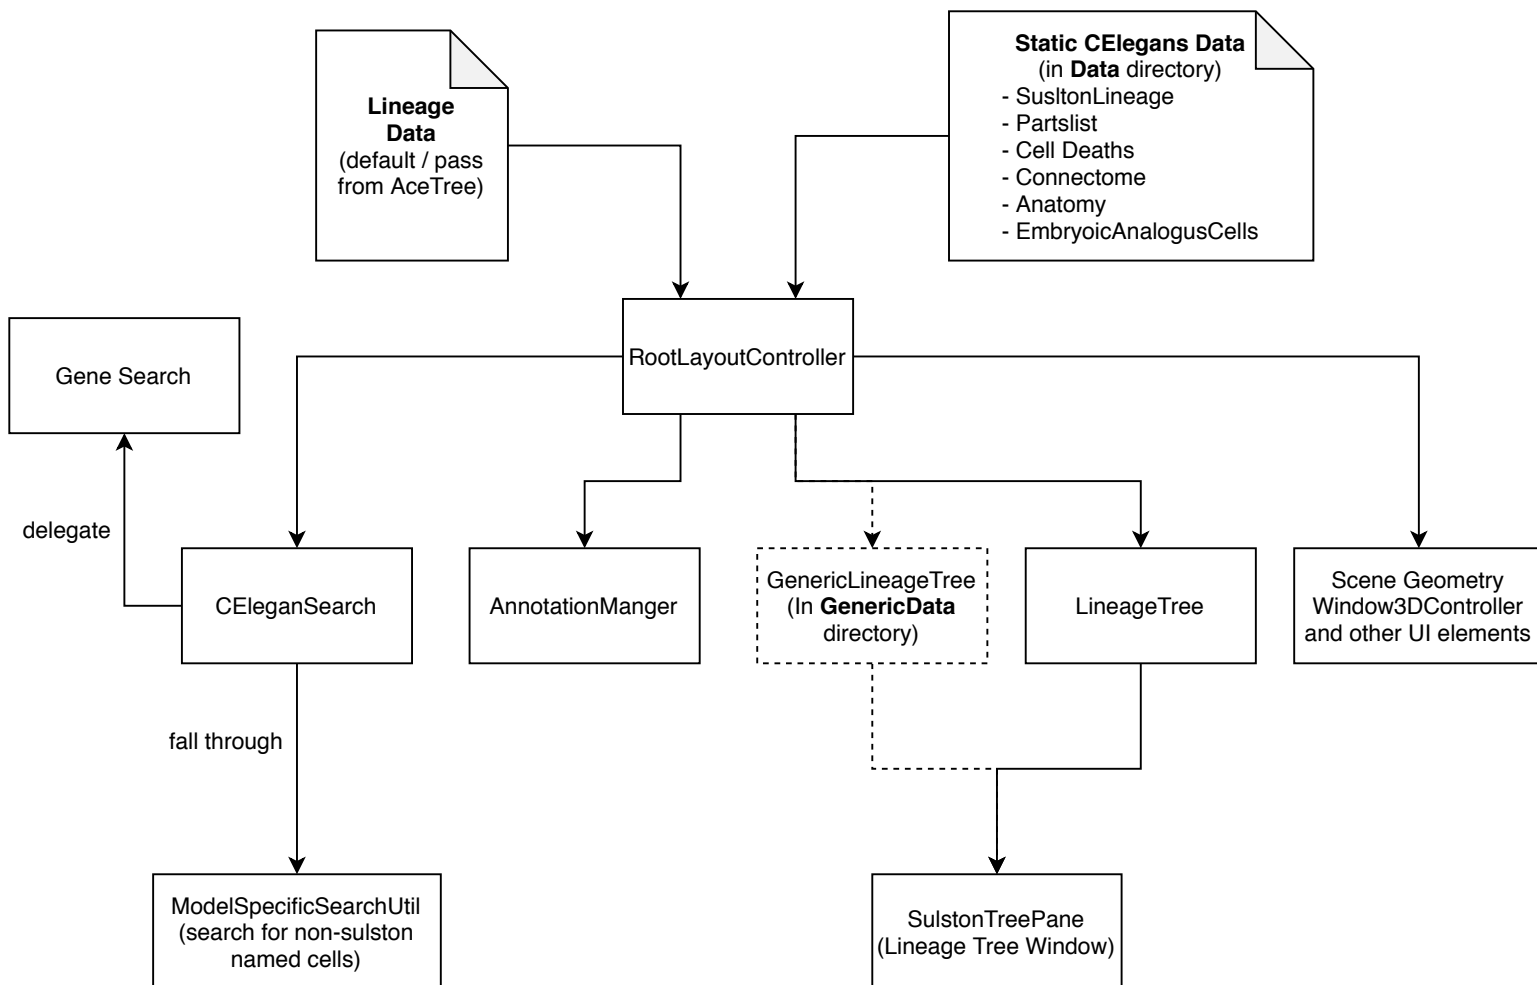 Lineage
Data
(default / pass
from AceTree)
Static CElegans Data
(in Data directory)
- SusltonLineage
- Partslist
- Cell Deaths
- Connectome
- Anatomy
- EmbryoicAnalogusCells
RootLayoutController
Gene Search
delegate
CEleganSearch
AnnotationManger
GenericLineageTree
(In GenericData
directory)
LineageTree
Scene Geometry
Window3DController
and other UI elements
fall through
ModelSpecificSearchUtil
(search for non-sulston
named cells)
SulstonTreePane
(Lineage Tree Window)